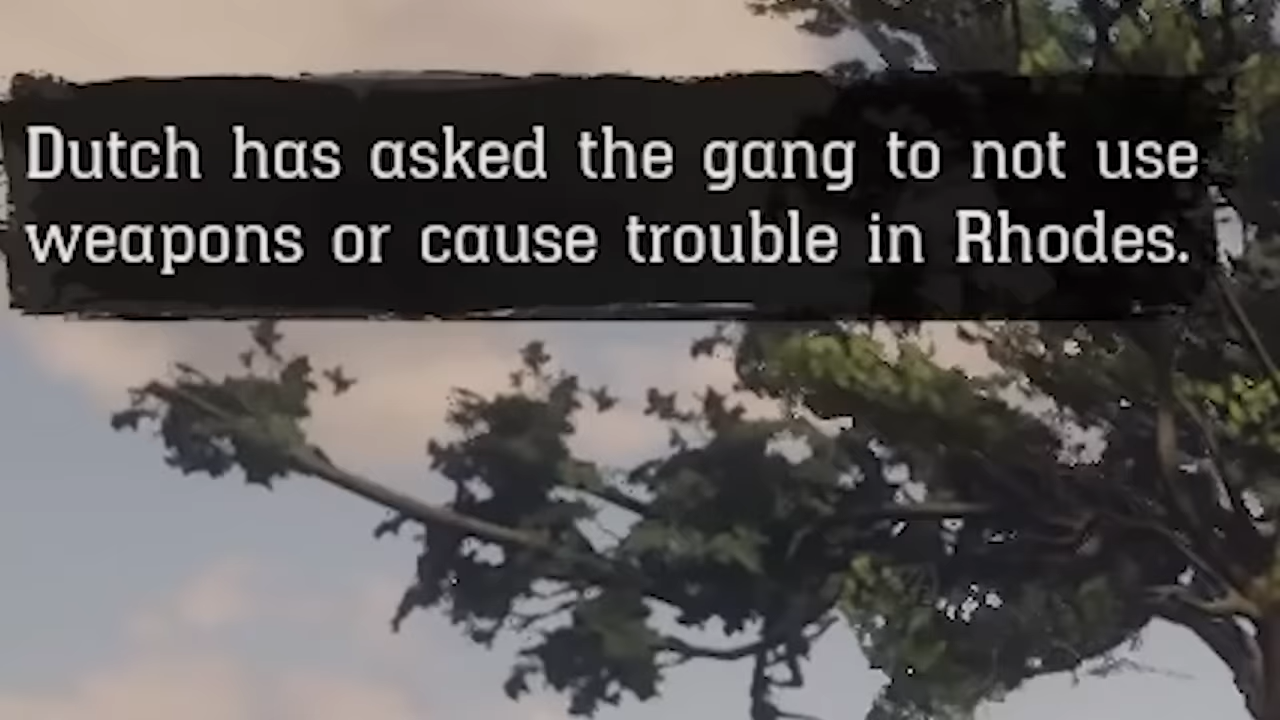 Dutch has asked the gang to not use
weapons or cause trouble in Rhodes.